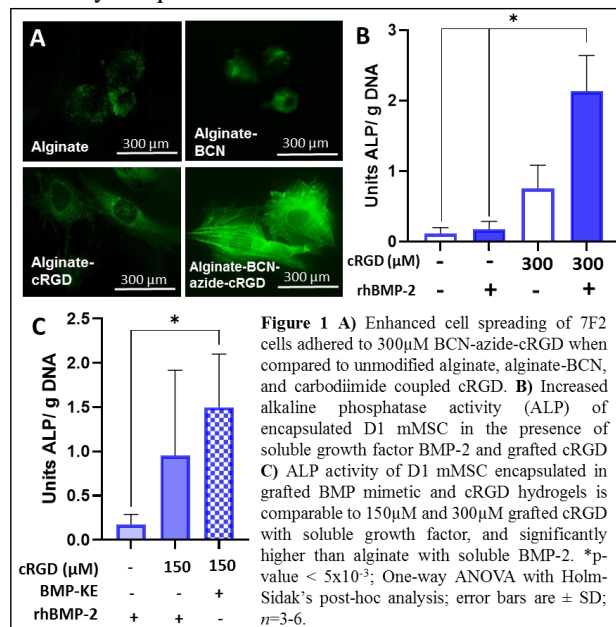 A
Alginate
300 µm
Alginate-
BCN
300 µm
Alginate-
cRGD
300 µm
Alginate-BCN-
azide-cRGD
300 µm
B
*
Units ALP/ g DNA
3
2
1
0
cRGD (µM) - - 300 300
rhBMP-2 - + - +
C
*
Units ALP/ g DNA
2.5
2.0
1.5
1.0
0.5
0.0
cRGD (µM) - 150 150
BMP-KE - - +
rhBMP-2 + + -
Figure 1 A) Enhanced cell spreading of 7F2
cells adhered to 300µM BCN-azide-cRGD when
compared to unmodified alginate, alginate-BCN,
and carbodiimide coupled cRGD. B) Increased
alkaline phosphatase activity (ALP) of
encapsulated D1 mMSC in the presence of
soluble growth factor BMP-2 and grafted cRGD
C) ALP activity of D1 mMSC encapsulated in
grafted BMP mimetic and cRGD hydrogels is
comparable to 150µM and 300µM grafted cRGD
with soluble growth factor, and significantly
higher than alginate with soluble BMP-2. *p-
value < 5x10⁻³; One-way ANOVA with Holm-
Sidak's post-hoc analysis; error bars are ± SD;
n=3-6.